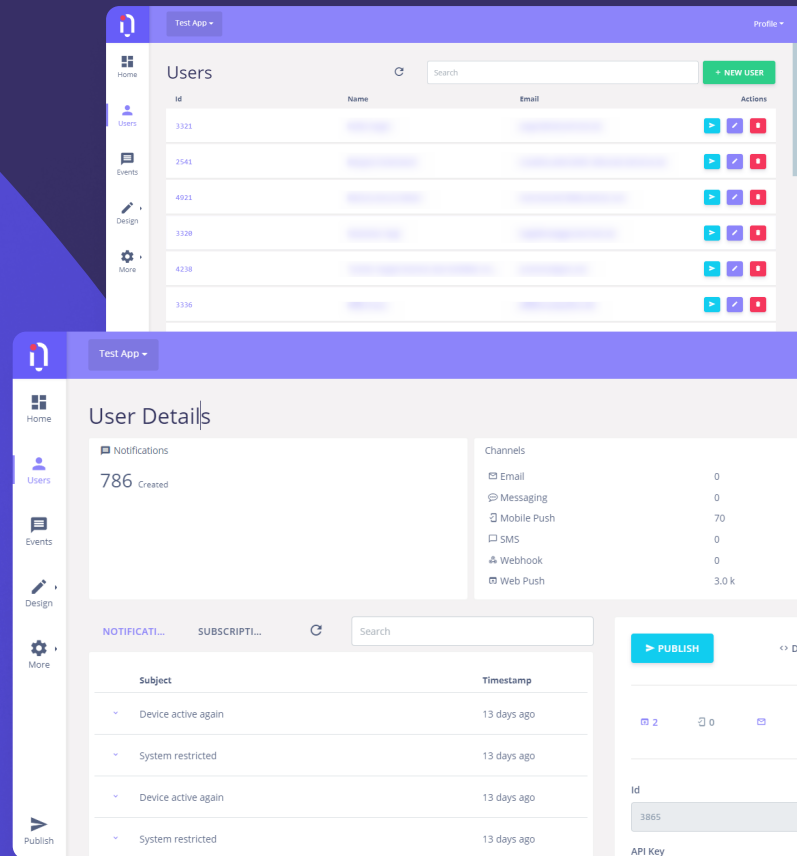 Test App
Profile
Home
Users
Events
Design
More
Users
Search
+ NEW USER
Id Name Email Actions
3321
2541
4921
3320
4238
3336
Test App
Home
Users
Events
Design
More
Publish
User Details
Notifications
786 Created
Channels
Email 0
Messaging 0
Mobile Push 70
SMS 0
Webhook 0
Web Push 3.0 k
NOTIFICATI... SUBSCRIPTI...
Search
Subject Timestamp
Device active again 13 days ago
System restricted 13 days ago
Device active again 13 days ago
System restricted 13 days ago
PUBLISH
<> D
2 0
Id
3865
API Key